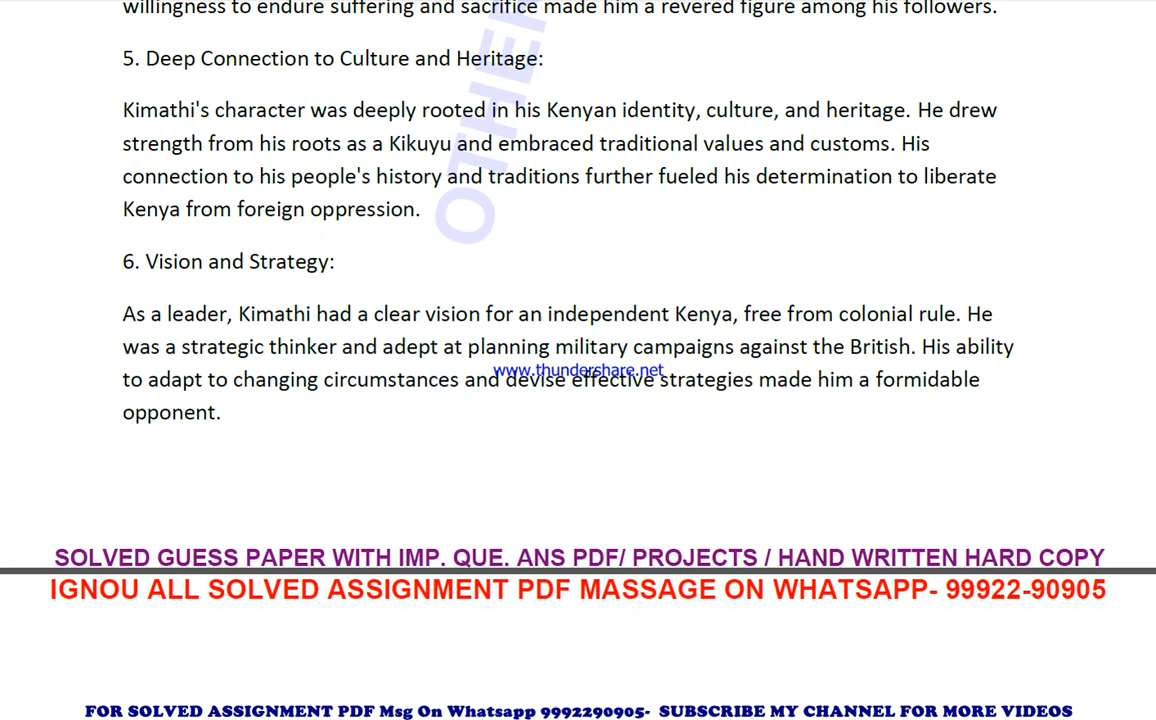 willingness to endure suffering and sacrifice made him a revered figure among his followers.
5. Deep Connection to Culture and Heritage:
Kimathi's character was deeply rooted in his Kenyan identity, culture, and heritage. He drew
strength from his roots as a Kikuyu and embraced traditional values and customs. His
connection to his people's history and traditions further fueled his determination to liberate
Kenya from foreign oppression.
6. Vision and Strategy:
As a leader, Kimathi had a clear vision for an independent Kenya, free from colonial rule. He
was a strategic thinker and adept at planning military campaigns against the British. His ability
www.thundershare.net
to adapt to changing circumstances and devise effective strategies made him a formidable
opponent.
SOLVED GUESS PAPER WITH IMP. QUE. ANS PDF/ PROJECTS / HAND WRITTEN HARD COPY
IGNOU ALL SOLVED ASSIGNMENT PDF MASSAGE ON WHATSAPP- 99922-90905
FOR SOLVED ASSIGNMENT PDF Msg On Whatsapp 9992290905- SUBSCRIBE MY CHANNEL FOR MORE VIDEOS